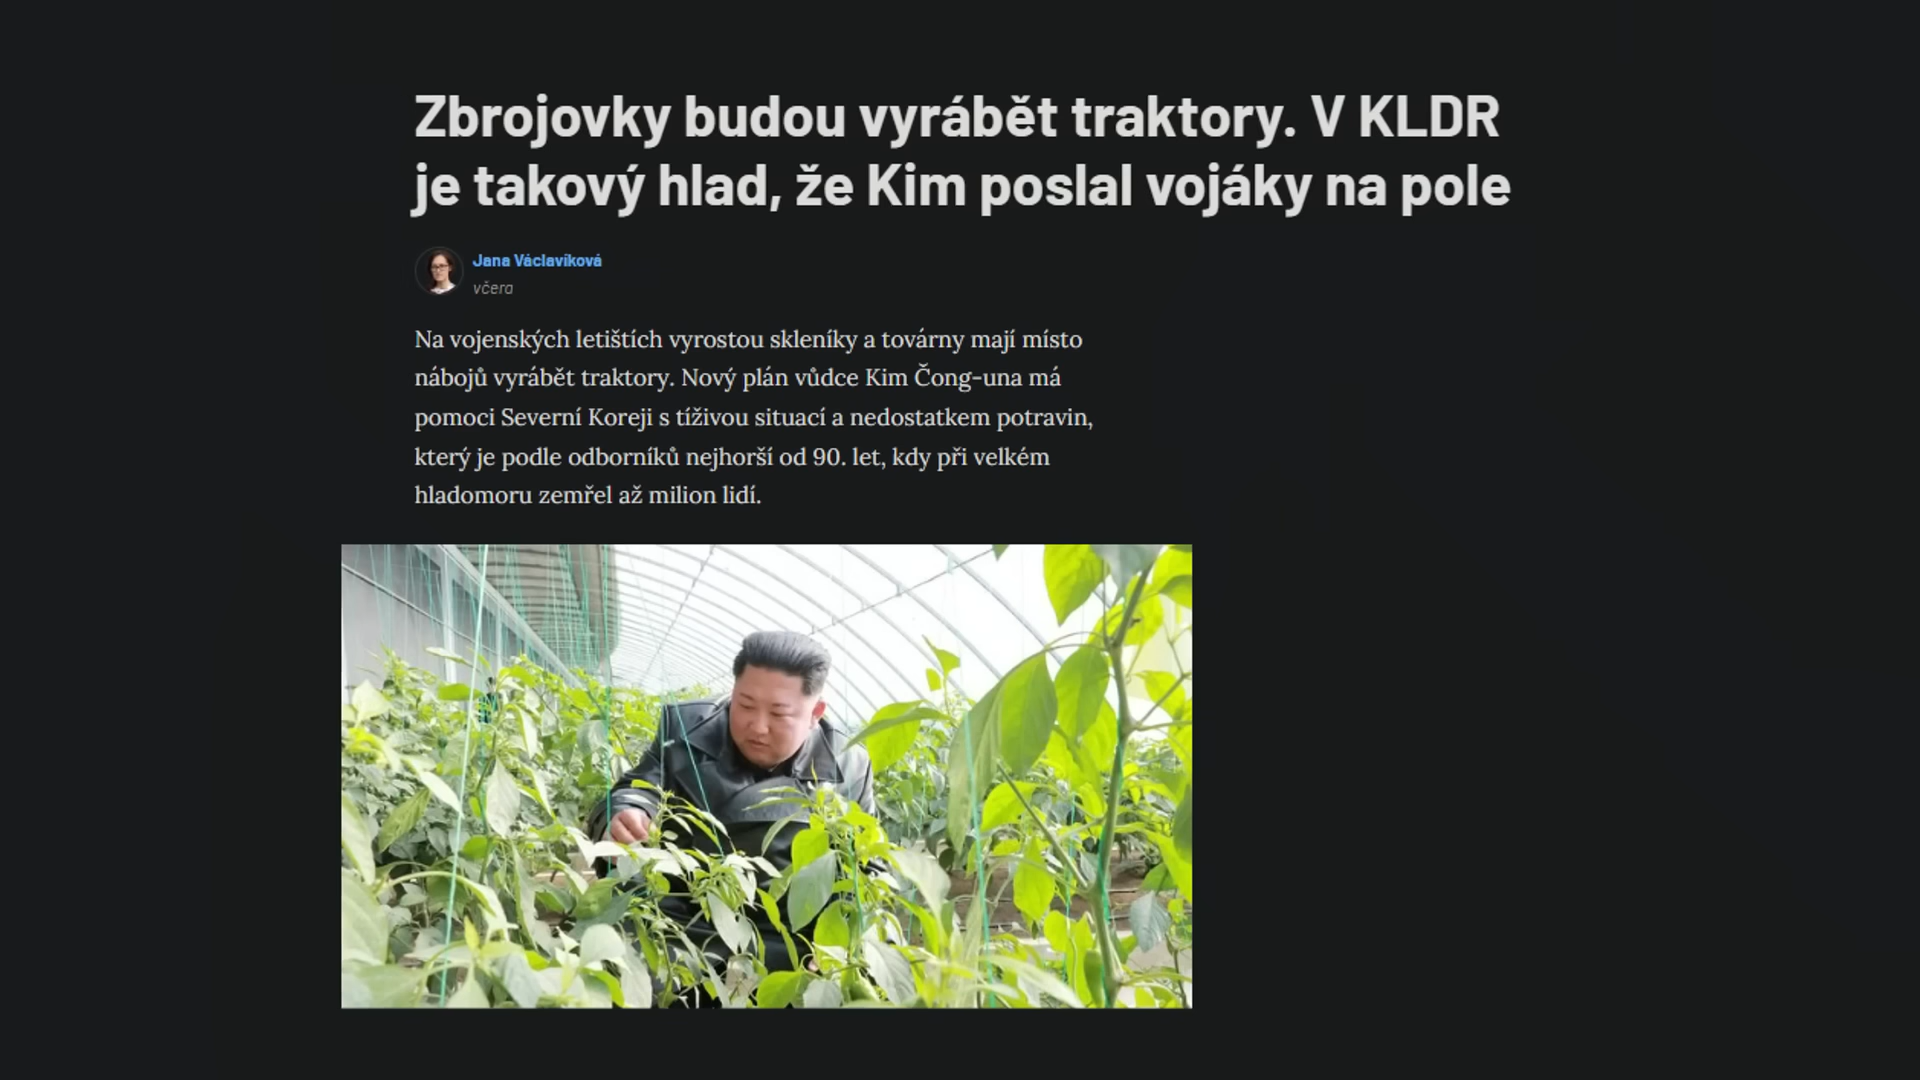 Zbrojovky budou vyrábět traktory. V KLDR
je takový hlad, že Kim poslal vojáky na pole
Jana Václavíková
včera
Na vojenských letištích vyrostou skleníky a továrny mají místo
nábojů vyrábět traktory. Nový plán vůdce Kim Čong-una má
pomoci Severní Koreji s tíživou situací a nedostatkem potravin,
který je podle odborníků nejhorší od 90. let, kdy při velkém
hladomoru zemřel až milion lidí.